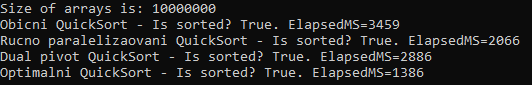 Size of arrays is: 10000000
Obicni QuickSort - Is sorted? True. ElapsedMS=3459
Rucno paralelizaovani QuickSort - Is sorted? True. ElapsedMS=2066
Dual pivot QuickSort - Is sorted? True. ElapsedMS=2886
Optimalni QuickSort - Is sorted? True. ElapsedMS=1386